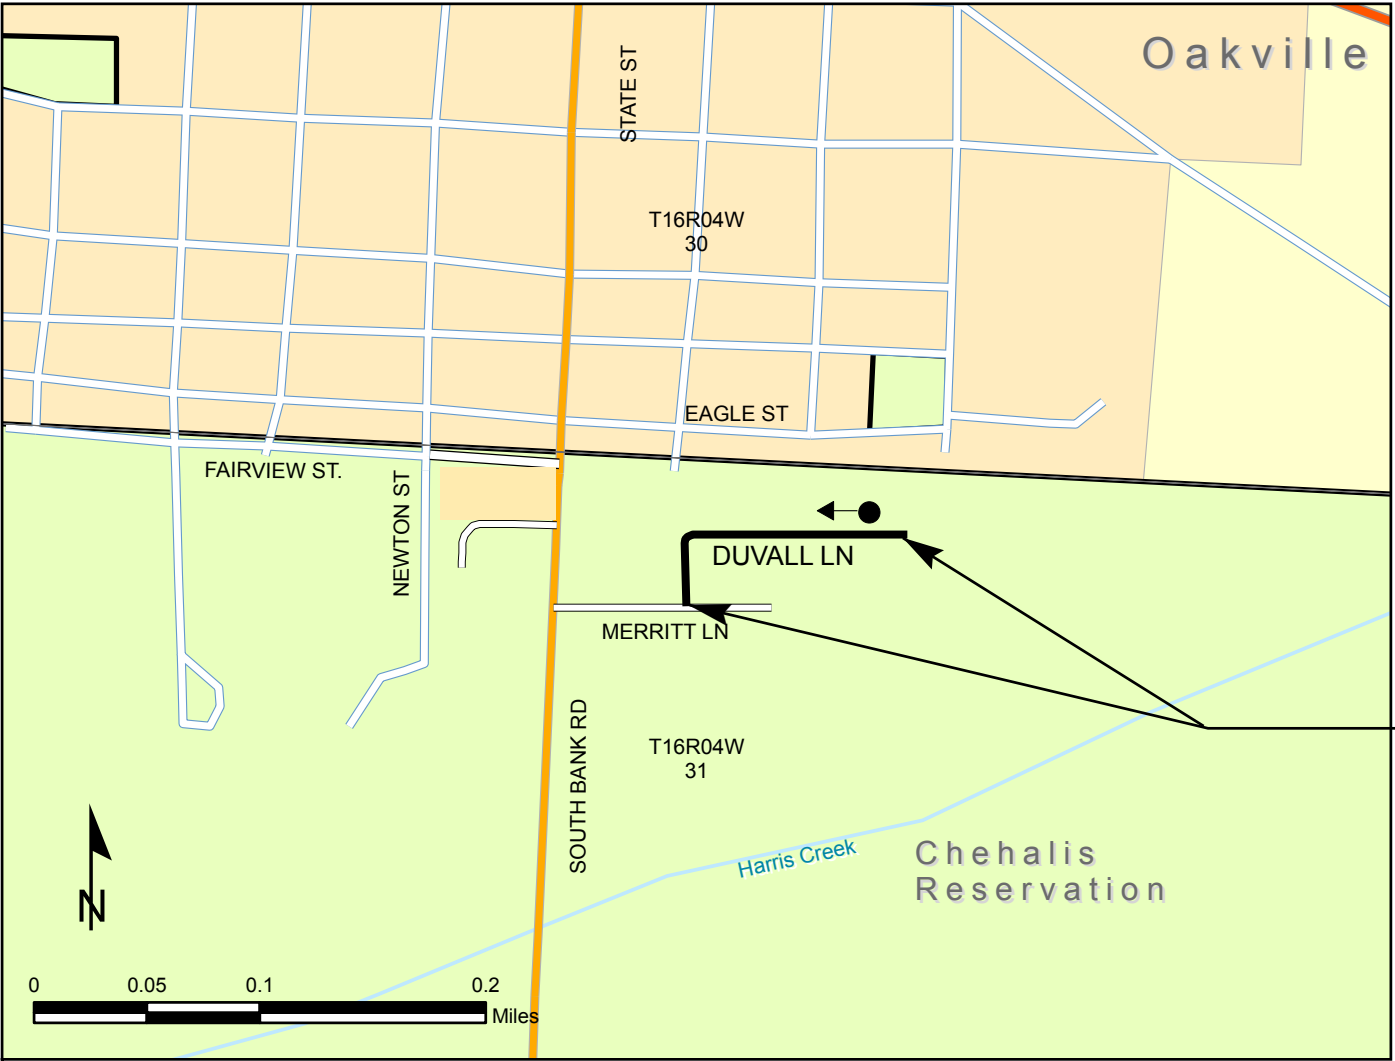 Oakville
STATE ST
T16R04W
30
EAGLE ST
FAIRVIEW ST.
NEWTON ST
DUVALL LN
MERRITT LN
SOUTH BANK RD
T16R04W
31
Harris Creek
Chehalis
Reservation
N
0 0.05 0.1 0.2
Miles